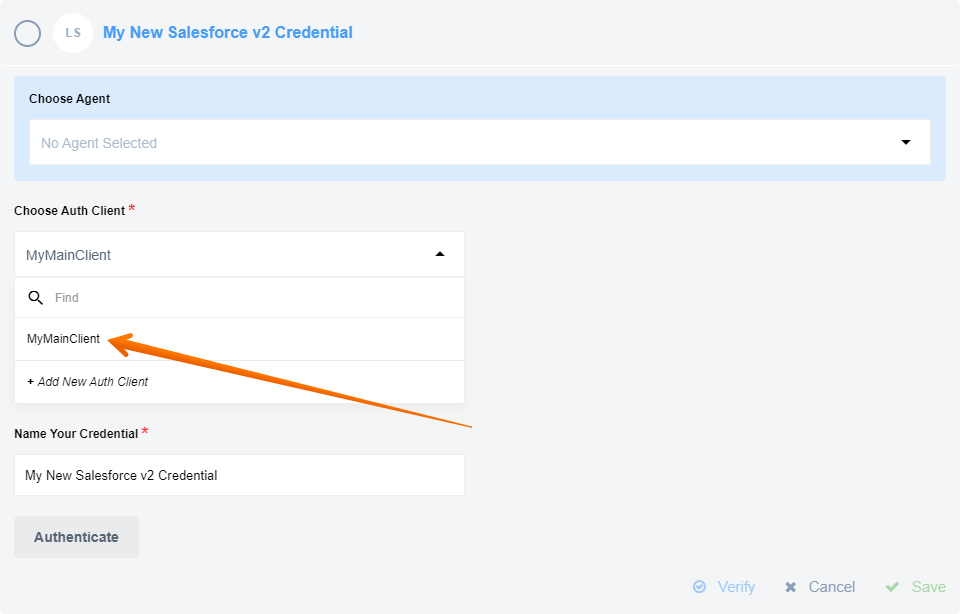 LS My New Salesforce v2 Credential
Choose Agent
No Agent Selected
Choose Auth Client *
MyMainClient
Find
MyMainClient
+ Add New Auth Client
Name Your Credential *
My New Salesforce v2 Credential
Authenticate
Verify Cancel Save